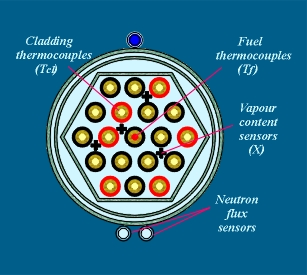 Cladding
thermocouples
(Tcl)
Fuel
thermocouples
(Tf)
Vapour
content
sensors
(X)
Neutron
flux
sensors